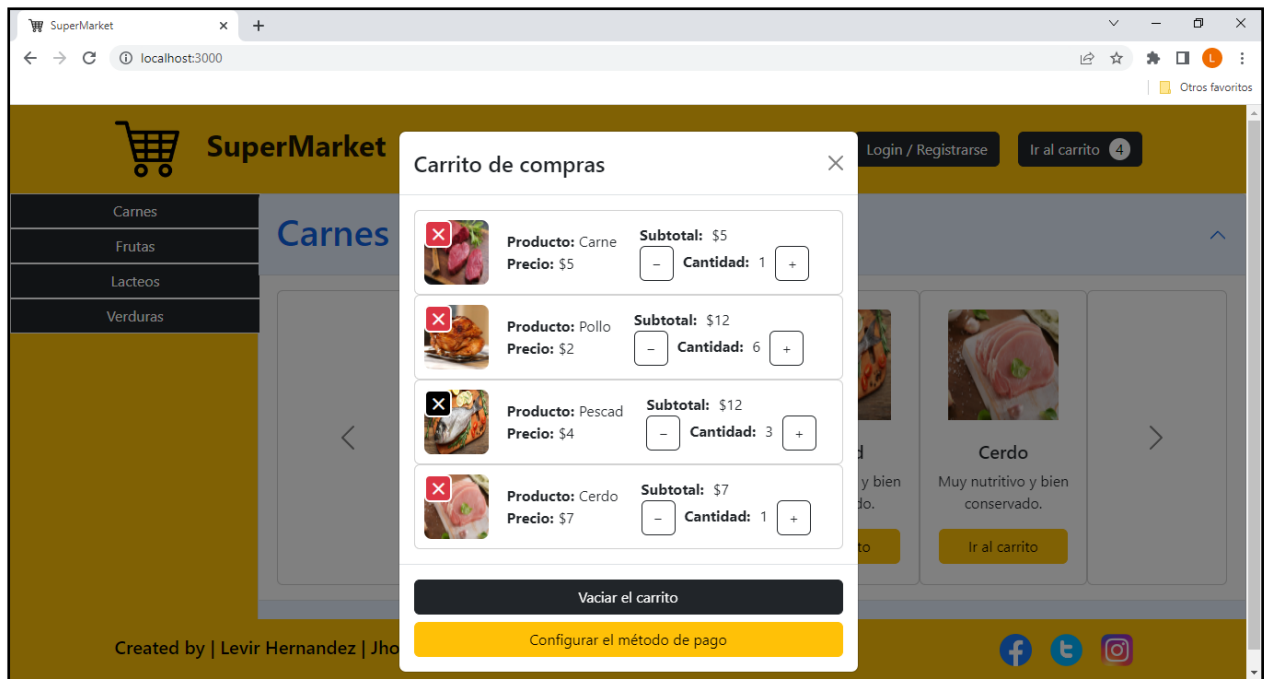 SuperMarket
localhost:3000
Otros favoritos
L
SuperMarket
Login / Registrarse
Ir al carrito 4
Carnes
Frutas
Lacteos
Verduras
Carnes
Carrito de compras
Producto: Carne
Precio: $5
Subtotal: $5
– Cantidad: 1 +
Producto: Pollo
Precio: $2
Subtotal: $12
– Cantidad: 6 +
Producto: Pescad
Precio: $4
Subtotal: $12
– Cantidad: 3 +
Producto: Cerdo
Precio: $7
Subtotal: $7
– Cantidad: 1 +
Vaciar el carrito
Configurar el método de pago
d
y bien
do.
to
Cerdo
Muy nutritivo y bien
conservado.
Ir al carrito
Created by | Levir Hernandez | Jho